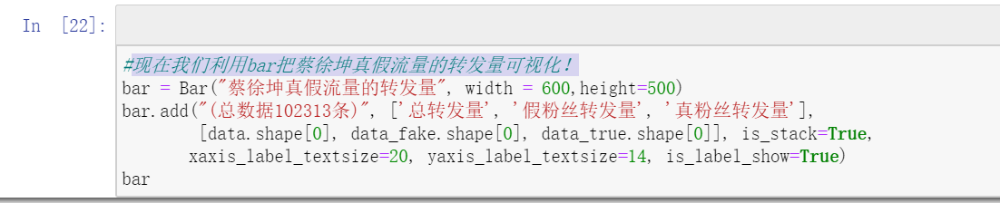 In [22]:
#现在我们利用bar把蔡徐坤真假流量的转发量可视化！
bar = Bar("蔡徐坤真假流量的转发量", width = 600,height=500)
bar.add("(总数据102313条)", ['总转发量', '假粉丝转发量', '真粉丝转发量'],
[data.shape[0], data_fake.shape[0], data_true.shape[0]], is_stack=True,
xaxis_label_textsize=20, yaxis_label_textsize=14, is_label_show=True)
bar